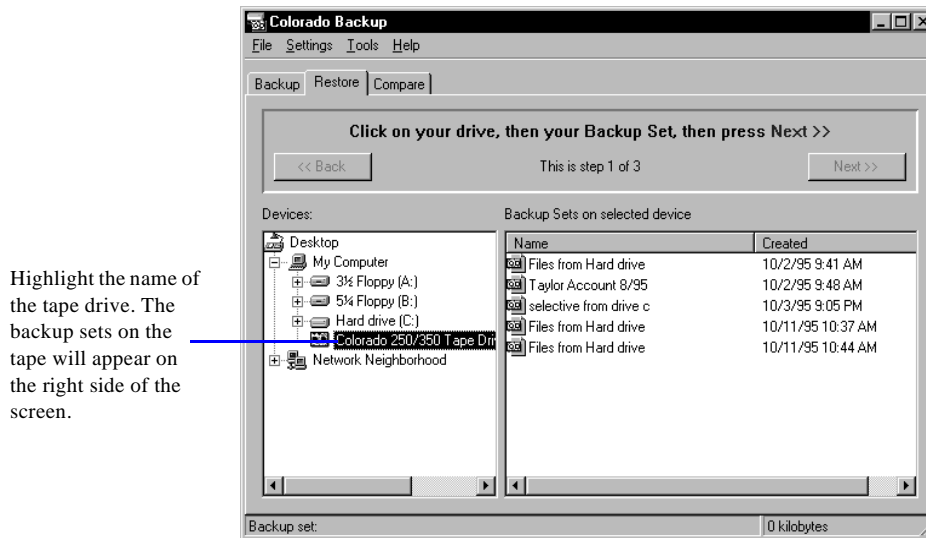 Colorado Backup
File Settings Tools Help
Backup Restore Compare
Click on your drive, then your Backup Set, then press Next >>
<< Back This is step 1 of 3 Next >>
Devices: Backup Sets on selected device
Desktop
My Computer
3½ Floppy (A:)
5¼ Floppy (B:)
Hard drive (C:)
Colorado 250/350 Tape Dri
Network Neighborhood
Name Created
Files from Hard drive 10/2/95 9:41 AM
Taylor Account 8/95 10/2/95 9:48 AM
selective from drive c 10/3/95 9:05 PM
Files from Hard drive 10/11/95 10:37 AM
Files from Hard drive 10/11/95 10:44 AM
Backup set: 0 kilobytes
Highlight the name of
the tape drive. The
backup sets on the
tape will appear on
the right side of the
screen.